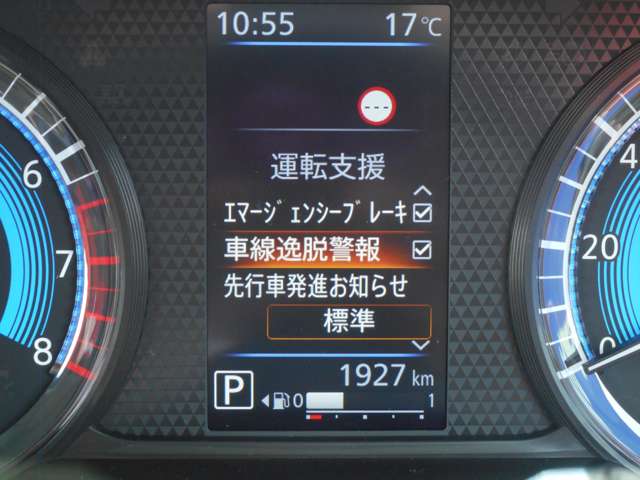 10:55 17℃
---
運転支援
エマージェンシーブレーキ
車線逸脱警報
先行車発進お知らせ
標準
1927 km
P 0 1
6
7
8
4
20
0